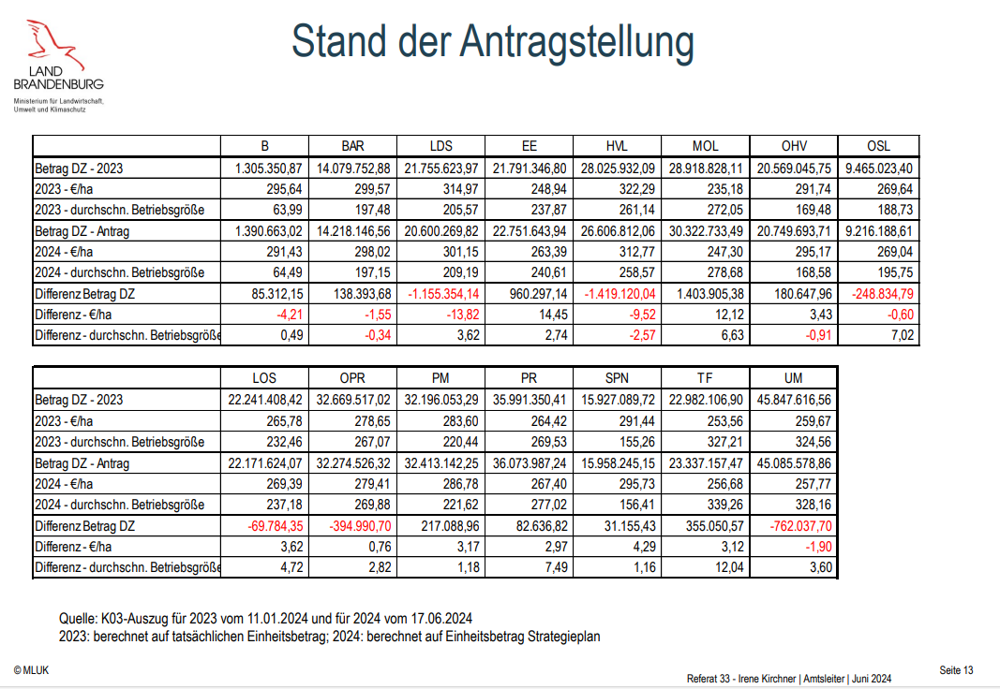 Stand der Antragstellung
LAND
BRANDENBURG
Ministerium für Landwirtschaft,
Umwelt und Klimaschutz
B BAR LDS EE HVL MOL OHV OSL
Betrag DZ - 2023 1.305.350,87 14.079.752,88 21.755.623,97 21.791.346,80 28.025.932,09 28.918.828,11 20.569.045,75 9.465.023,40
2023 - €/ha 295,64 299,57 314,97 248,94 322,29 235,18 291,74 269,64
2023 - durchschn. Betriebsgröße 63,99 197,48 205,57 237,87 261,14 272,05 169,48 188,73
Betrag DZ - Antrag 1.390.663,02 14.218.146,56 20.600.269,82 22.751.643,94 26.606.812,06 30.322.733,49 20.749.693,71 9.216.188,61
2024 - €/ha 291,43 298,02 301,15 263,39 312,77 247,30 295,17 269,04
2024 - durchschn. Betriebsgröße 64,49 197,15 209,19 240,61 258,57 278,68 168,58 195,75
Differenz Betrag DZ 85.312,15 138.393,68 -1.155.354,14 960.297,14 -1.419.120,04 1.403.905,38 180.647,96 -248.834,79
Differenz - €/ha -4,21 -1,55 -13,82 14,45 -9,52 12,12 3,43 -0,60
Differenz - durchschn. Betriebsgröße 0,49 -0,34 3,62 2,74 -2,57 6,63 -0,91 7,02
LOS OPR PM PR SPN TF UM
Betrag DZ - 2023 22.241.408,42 32.669.517,02 32.196.053,29 35.991.350,41 15.927.089,72 22.982.106,90 45.847.616,56
2023 - €/ha 265,78 278,65 283,60 264,42 291,44 253,56 259,67
2023 - durchschn. Betriebsgröße 232,46 267,07 220,44 269,53 155,26 327,21 324,56
Betrag DZ - Antrag 22.171.624,07 32.274.526,32 32.413.142,25 36.073.987,24 15.958.245,15 23.337.157,47 45.085.578,86
2024 - €/ha 269,39 279,41 286,78 267,40 295,73 256,68 257,77
2024 - durchschn. Betriebsgröße 237,18 269,88 221,62 277,02 156,41 339,26 328,16
Differenz Betrag DZ -69.784,35 -394.990,70 217.088,96 82.636,82 31.155,43 355.050,57 -762.037,70
Differenz - €/ha 3,62 0,76 3,17 2,97 4,29 3,12 -1,90
Differenz - durchschn. Betriebsgröße 4,72 2,82 1,18 7,49 1,16 12,04 3,60
Quelle: K03-Auszug für 2023 vom 11.01.2024 und für 2024 vom 17.06.2024
2023: berechnet auf tatsächlichen Einheitsbetrag; 2024: berechnet auf Einheitsbetrag Strategieplan
© MLUK
Referat 33 - Irene Kirchner | Amtsleiter | Juni 2024
Seite 13